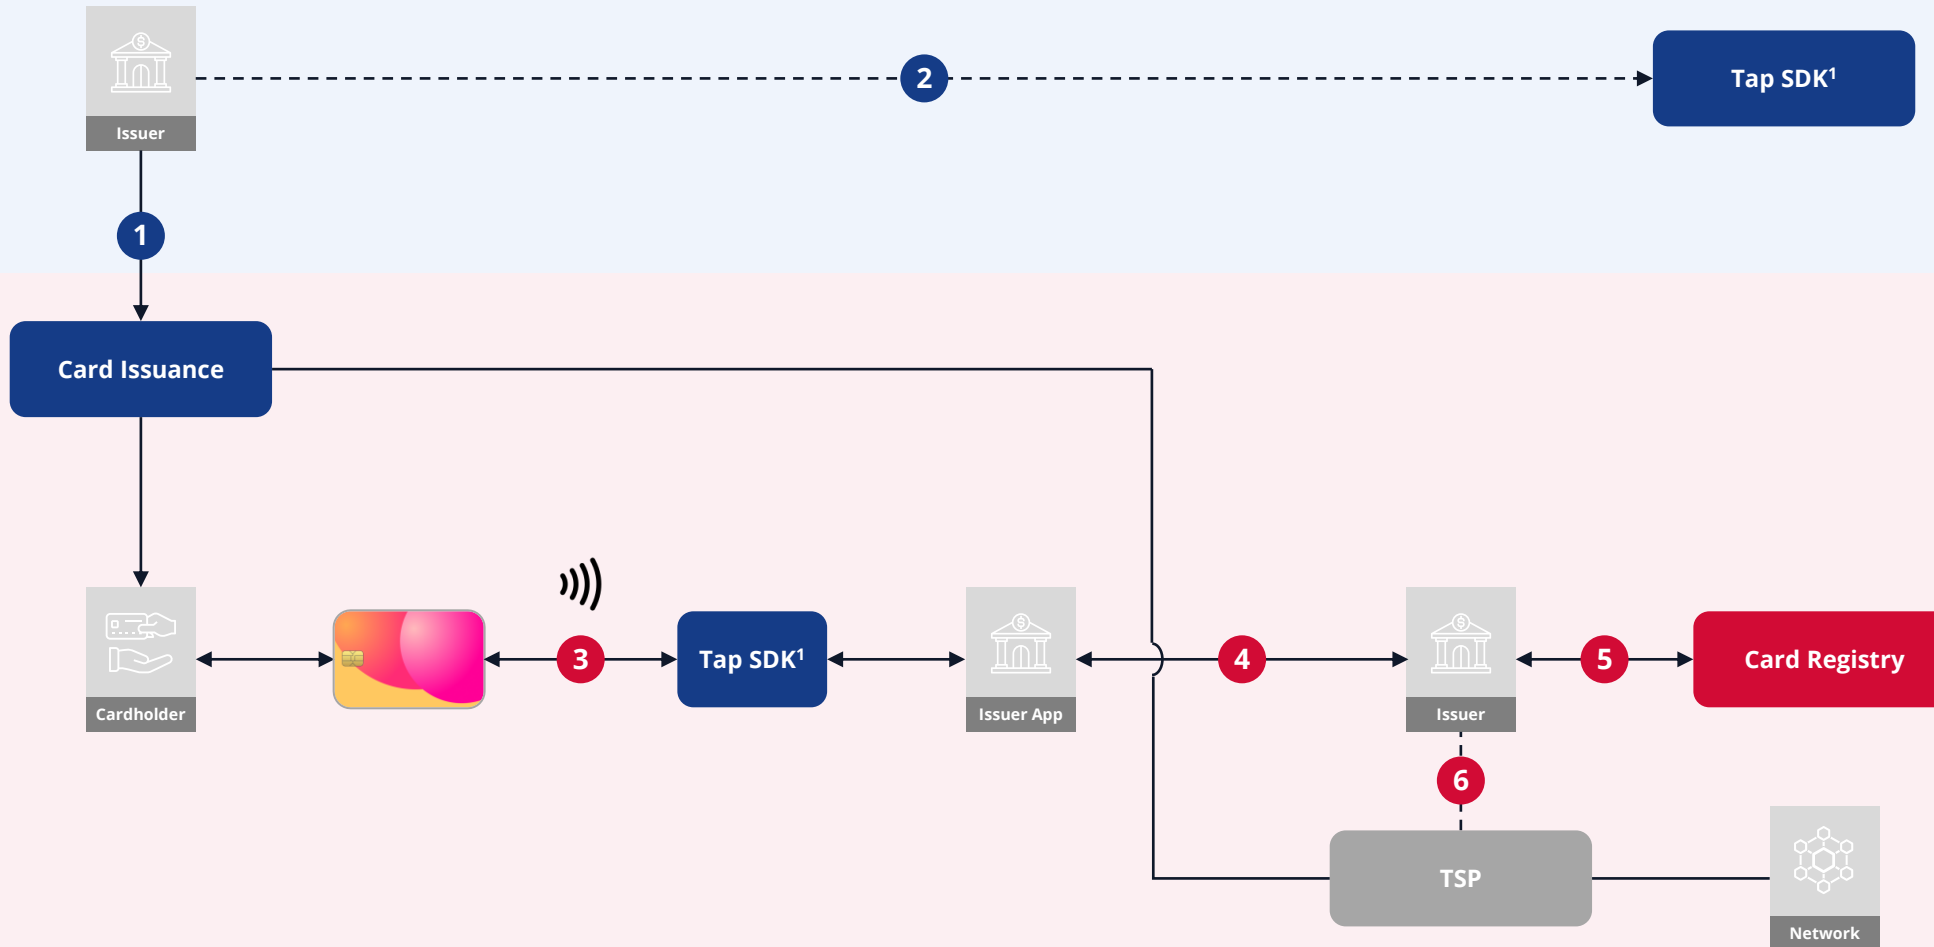 Issuer
2
Tap SDK¹
1
Card Issuance
Cardholder
3
Tap SDK¹
Issuer App
4
Issuer
5
Card Registry
6
TSP
Network